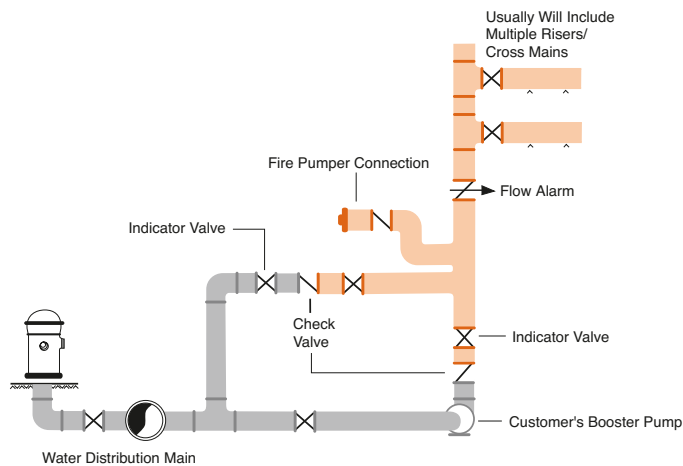 Usually Will Include
Multiple Risers/
Cross Mains
Fire Pumper Connection
Flow Alarm
Indicator Valve
Check
Valve
Indicator Valve
Customer's Booster Pump
Water Distribution Main